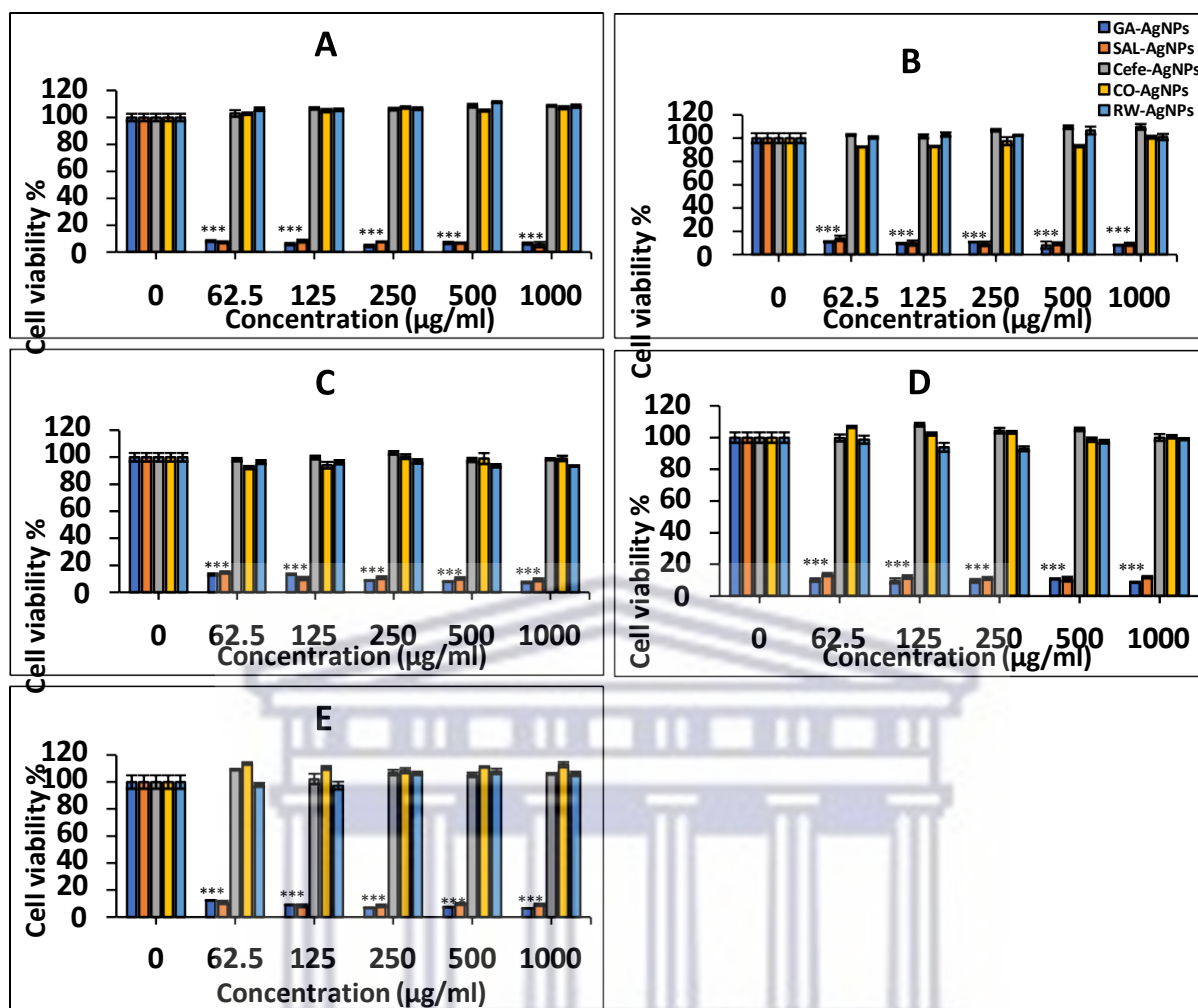 A
120
100
80
60
40
20
0
Cell viability %
*** *** *** *** ***
0 62.5 125 250 500 1000
Concentration (µg/ml)
B
GA-AgNPs
SAL-AgNPs
Cefe-AgNPs
CO-AgNPs
RW-AgNPs
120
100
80
60
40
20
0
Cell viability %
*** *** *** *** ***
0 62.5 125 250 500 1000
Concentration (µg/ml)
C
120
100
80
60
40
20
0
Cell viability %
*** *** *** *** ***
0 62.5 125 250 500 1000
Concentration (µg/ml)
D
120
100
80
60
40
20
0
Cell viability %
*** *** *** *** ***
0 62.5 125 250 500 1000
Concentration (µg/ml)
E
120
100
80
60
40
20
0
Cell viability %
*** *** *** *** ***
0 62.5 125 250 500 1000
Concentration (µg/ml)